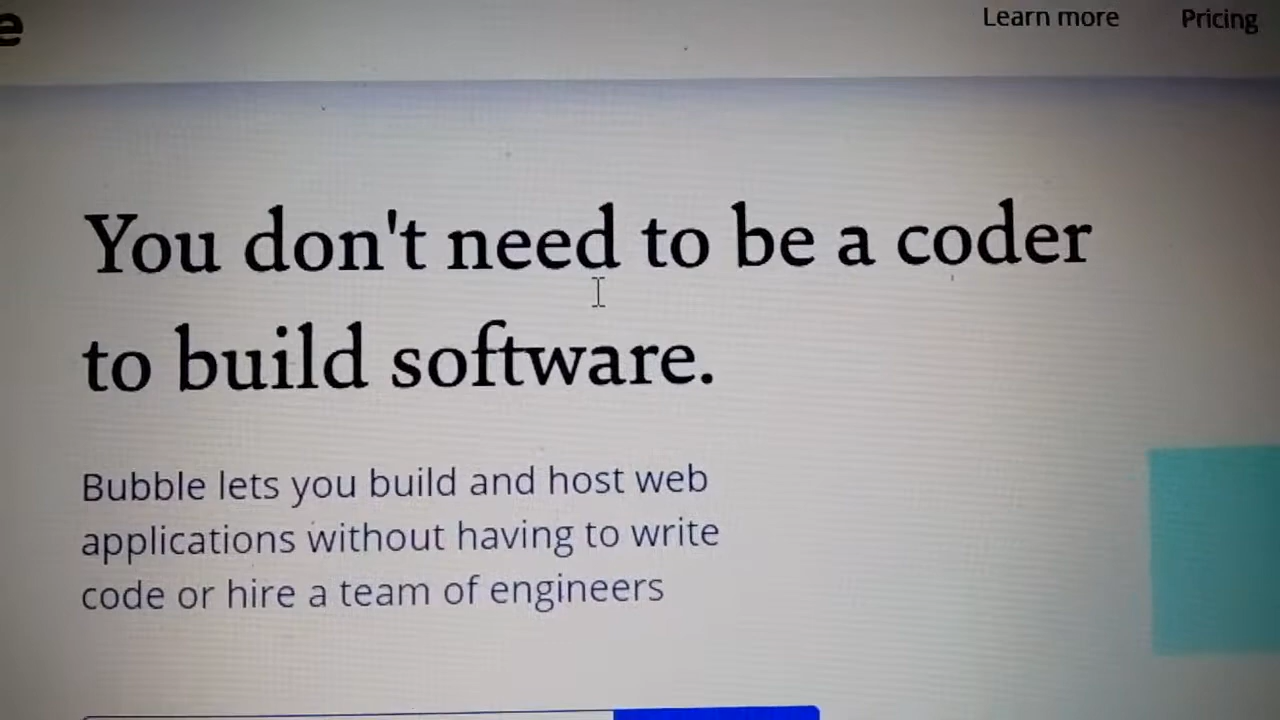 e
Learn more
Pricing
You don't need to be a coder
to build software.
Bubble lets you build and host web
applications without having to write
code or hire a team of engineers